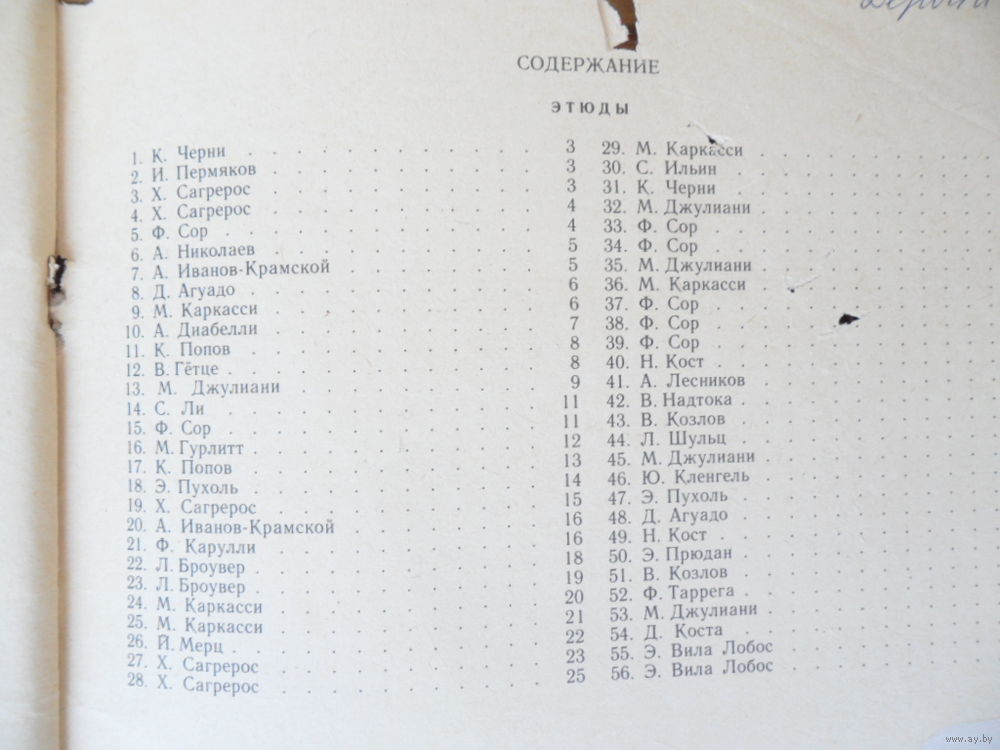 СОДЕРЖАНИЕ
ЭТЮДЫ
1. К. Черни 3
2. И. Пермяков 3
3. Х. Сагрерос 3
4. Х. Сагрерос 4
5. Ф. Сор 4
6. А. Николаев 5
7. А. Иванов-Крамской 5
8. Д. Агуадо 6
9. М. Каркасси 6
10. А. Диабелли 7
11. К. Попов 8
12. В. Гётце 8
13. М. Джулиани 9
14. С. Ли 11
15. Ф. Сор 11
16. М. Гурлитт 12
17. К. Попов 13
18. Э. Пухоль 14
19. Х. Сагрерос 15
20. А. Иванов-Крамской 16
21. Ф. Карулли 16
22. Л. Броувер 18
23. Л. Броувер 19
24. М. Каркасси 20
25. М. Каркасси 21
26. Й. Мерц 22
27. Х. Сагрерос 23
28. Х. Сагрерос 25
29. М. Каркасси
30. С. Ильин
31. К. Черни
32. М. Джулиани
33. Ф. Сор
34. Ф. Сор
35. М. Джулиани
36. М. Каркасси
37. Ф. Сор
38. Ф. Сор
39. Ф. Сор
40. Н. Кост
41. А. Лесников
42. В. Надтока
43. В. Козлов
44. Л. Шульц
45. М. Джулиани
46. Ю. Кленгель
47. Э. Пухоль
48. Д. Агуадо
49. Н. Кост
50. Э. Прюдан
51. В. Козлов
52. Ф. Таррега
53. М. Джулиани
54. Д. Коста
55. Э. Вила Лобос
56. Э. Вила Лобос
www.ay.by